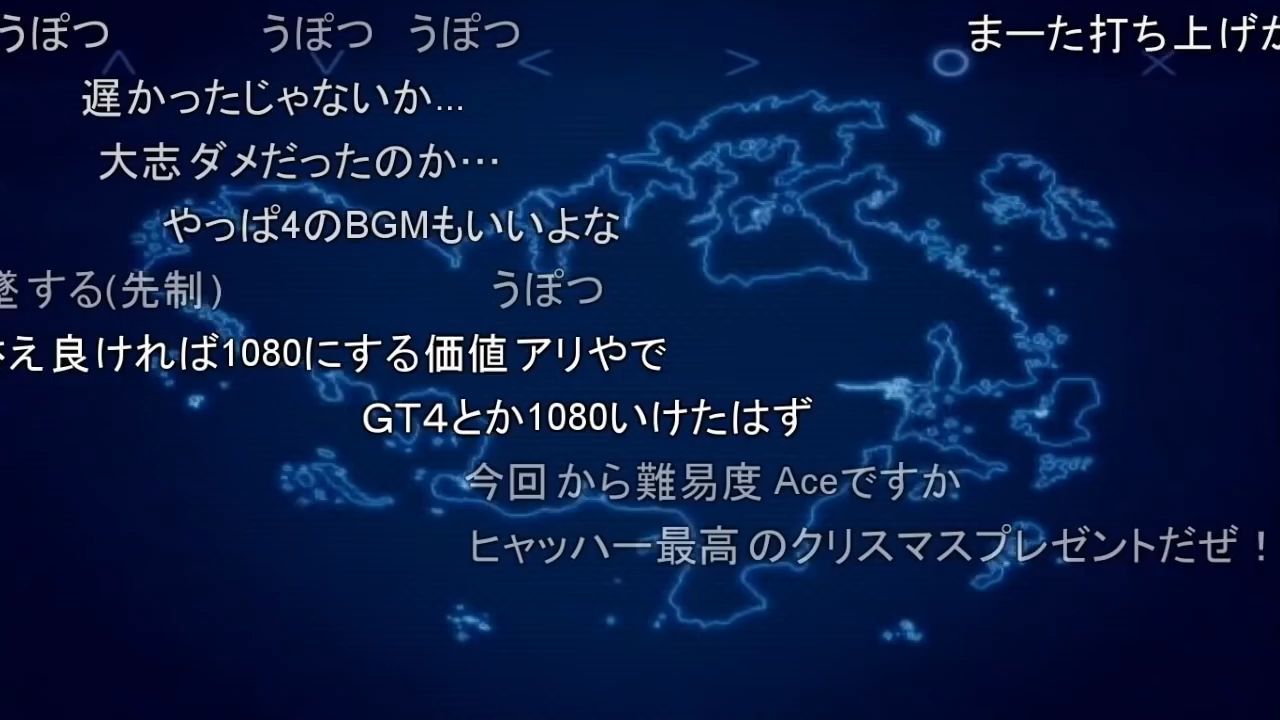 うぽつ うぽつ うぽつ まーた打ち上げか
遅かったじゃないか...
大志ダメだったのか…
やっぱ4のBGMもいいよな
する(先制) うぽつ
え良ければ1080にする価値アリやで
GT4とか1080いけたはず
今回から難易度Aceですか
ヒャッハー最高のクリスマスプレゼントだぜ！